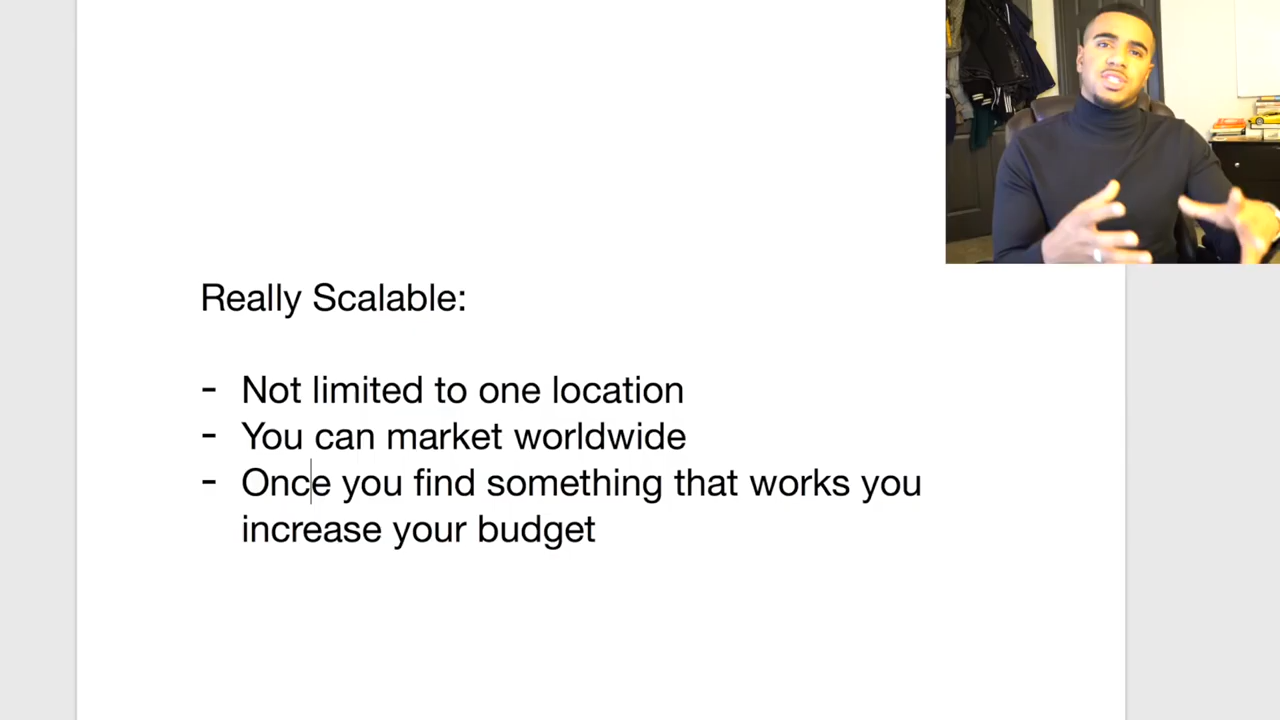 Really Scalable:
- Not limited to one location
- You can market worldwide
- Once you find something that works you
increase your budget